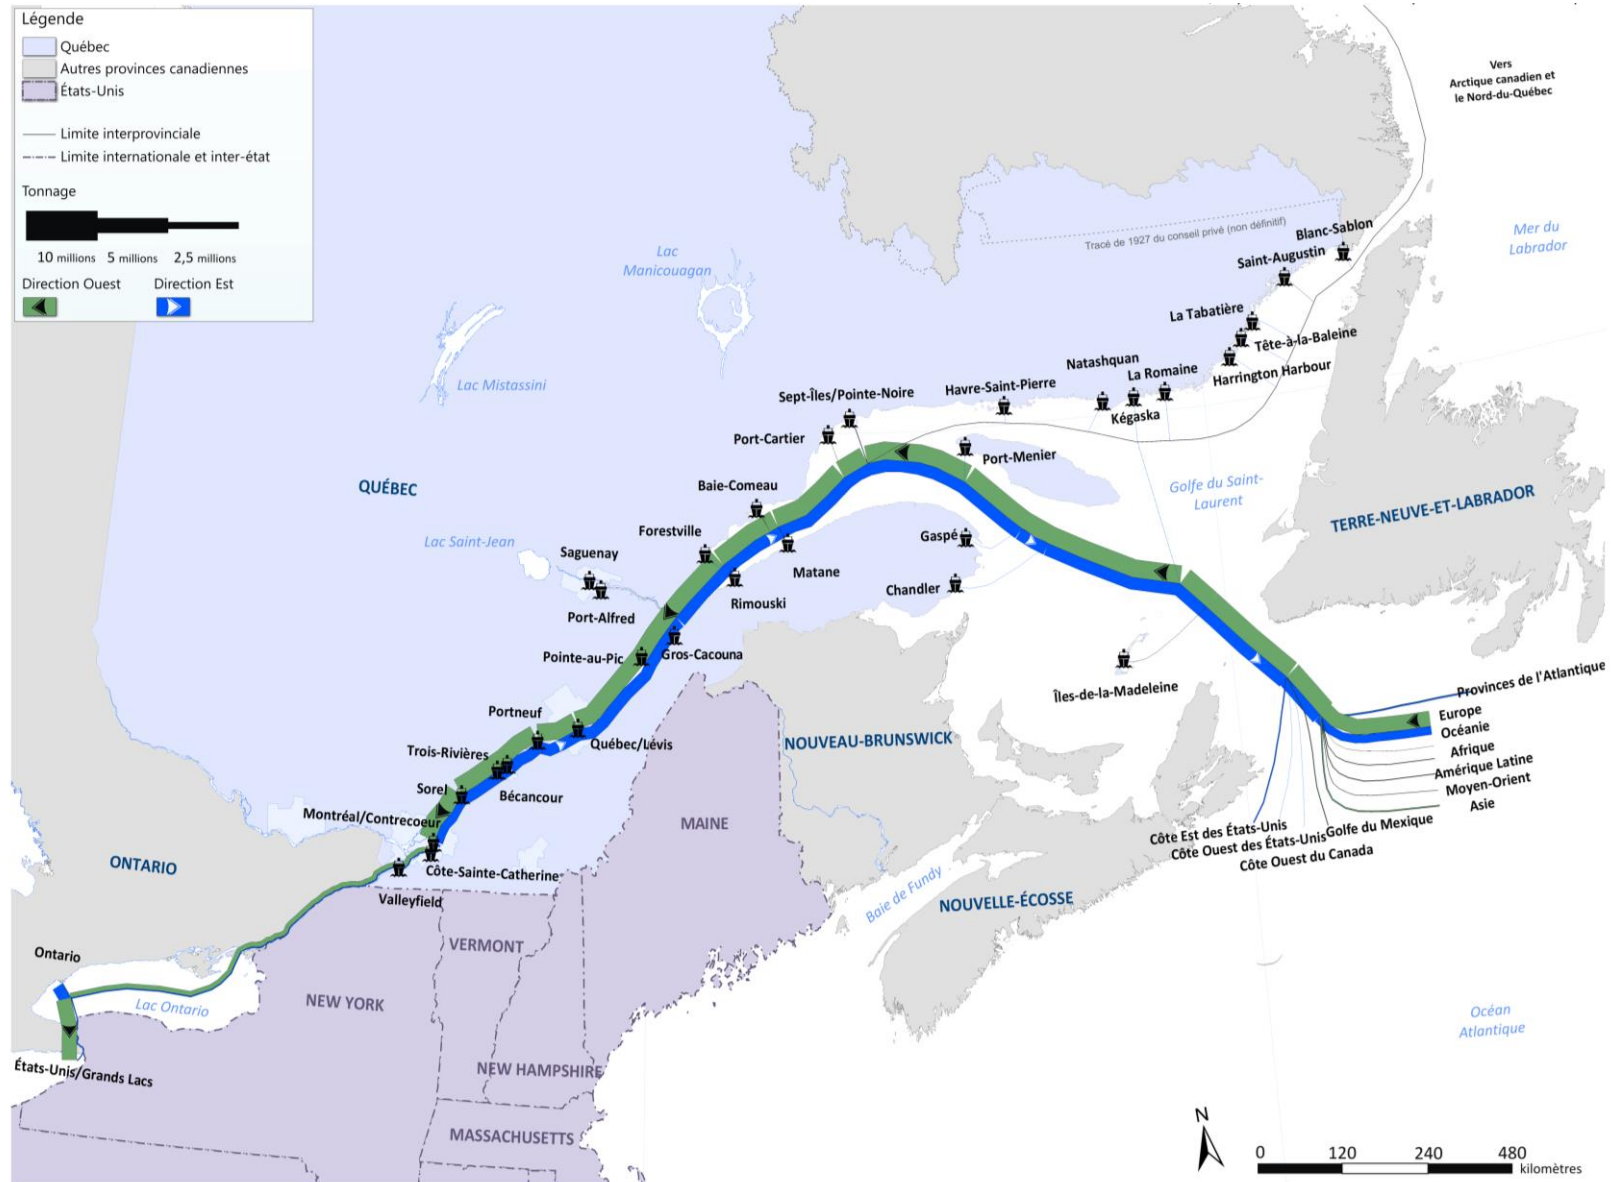 Légende
Québec
Autres provinces canadiennes
États-Unis
Limite interprovinciale
Limite internationale et inter-état
Tonnage
10 millions 5 millions 2,5 millions
Direction Ouest Direction Est
Vers
Arctique canadien et
le Nord-du-Québec
Mer du
Labrador
Tracé de 1927 du conseil privé (non définitif)
Blanc-Sablon
Saint-Augustin
La Tabatière
Tête-à-la-Baleine
Harrington Harbour
Natashquan
La Romaine
Kégaska
Havre-Saint-Pierre
Sept-Îles/Pointe-Noire
Port-Cartier
Port-Menier
Lac
Manicouagan
Lac Mistassini
QUÉBEC
Golfe du Saint-
Laurent
TERRE-NEUVE-ET-LABRADOR
Baie-Comeau
Forestville
Lac Saint-Jean
Saguenay
Port-Alfred
Matane
Rimouski
Gaspé
Chandler
Pointe-au-Pic
Gros-Cacouna
Îles-de-la-Madeleine
Provinces de l'Atlantique
Europe
Océanie
Afrique
Amérique Latine
Moyen-Orient
Asie
Côte Est des États-Unis
Golfe du Mexique
Côte Ouest des États-Unis
Côte Ouest du Canada
Portneuf
Québec/Lévis
Trois-Rivières
Bécancour
Sorel
Montréal/Contrecoeur
Côte-Sainte-Catherine
Valleyfield
NOUVEAU-BRUNSWICK
MAINE
ONTARIO
Baie de Fundy
NOUVELLE-ÉCOSSE
VERMONT
NEW YORK
Ontario
Lac Ontario
États-Unis/Grands Lacs
NEW HAMPSHIRE
MASSACHUSETTS
Océan
Atlantique
N
0 120 240 480
kilomètres